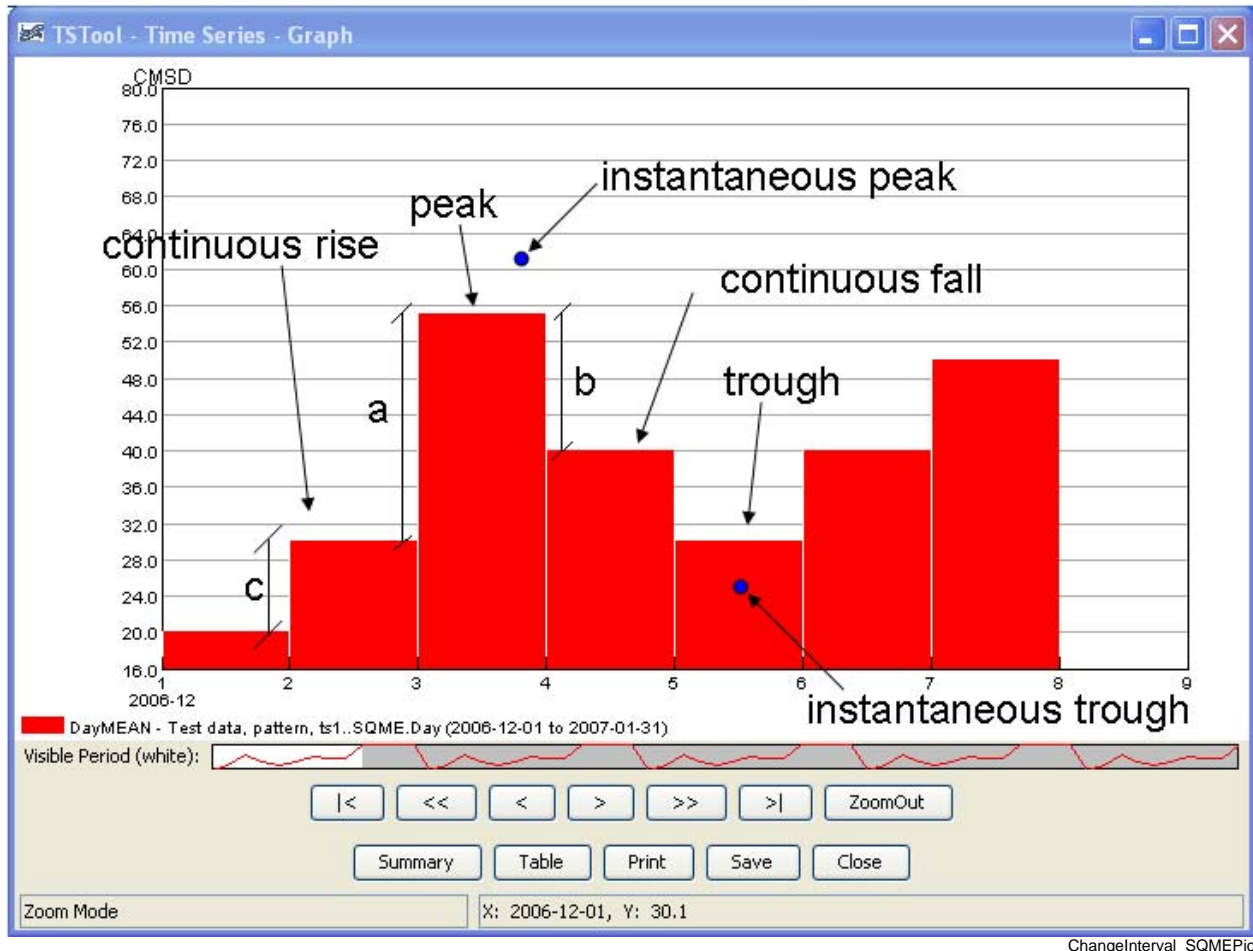 TSTool - Time Series - Graph
CMSD
80.0
76.0
72.0
68.0
64.0
60.0
56.0
52.0
48.0
44.0
40.0
36.0
32.0
28.0
24.0
20.0
16.0
instantaneous peak
peak
continuous rise
continuous fall
a
b
trough
c
1 2 3 4 5 6 7 8 9
2006-12
instantaneous trough
DayMEAN - Test data, pattern, ts1..SQME.Day (2006-12-01 to 2007-01-31)
Visible Period (white):
|< << < > >> >| ZoomOut
Summary Table Print Save Close
Zoom Mode X: 2006-12-01, Y: 30.1
ChangeInterval_SQMEPic